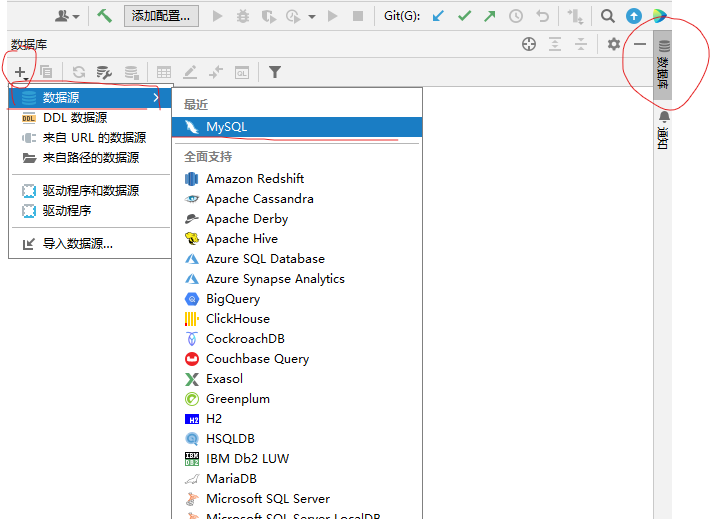 添加配置...
Git(G):
数据库
数据库
通知
数据源
DDL 数据源
来自 URL 的数据源
来自路径的数据源
驱动程序和数据源
驱动程序
导入数据源...
最近
MySQL
全面支持
Amazon Redshift
Apache Cassandra
Apache Derby
Apache Hive
Azure SQL Database
Azure Synapse Analytics
BigQuery
ClickHouse
CockroachDB
Couchbase Query
Exasol
Greenplum
H2
HSQLDB
IBM Db2 LUW
MariaDB
Microsoft SQL Server
Microsoft SQL Server LocalDB